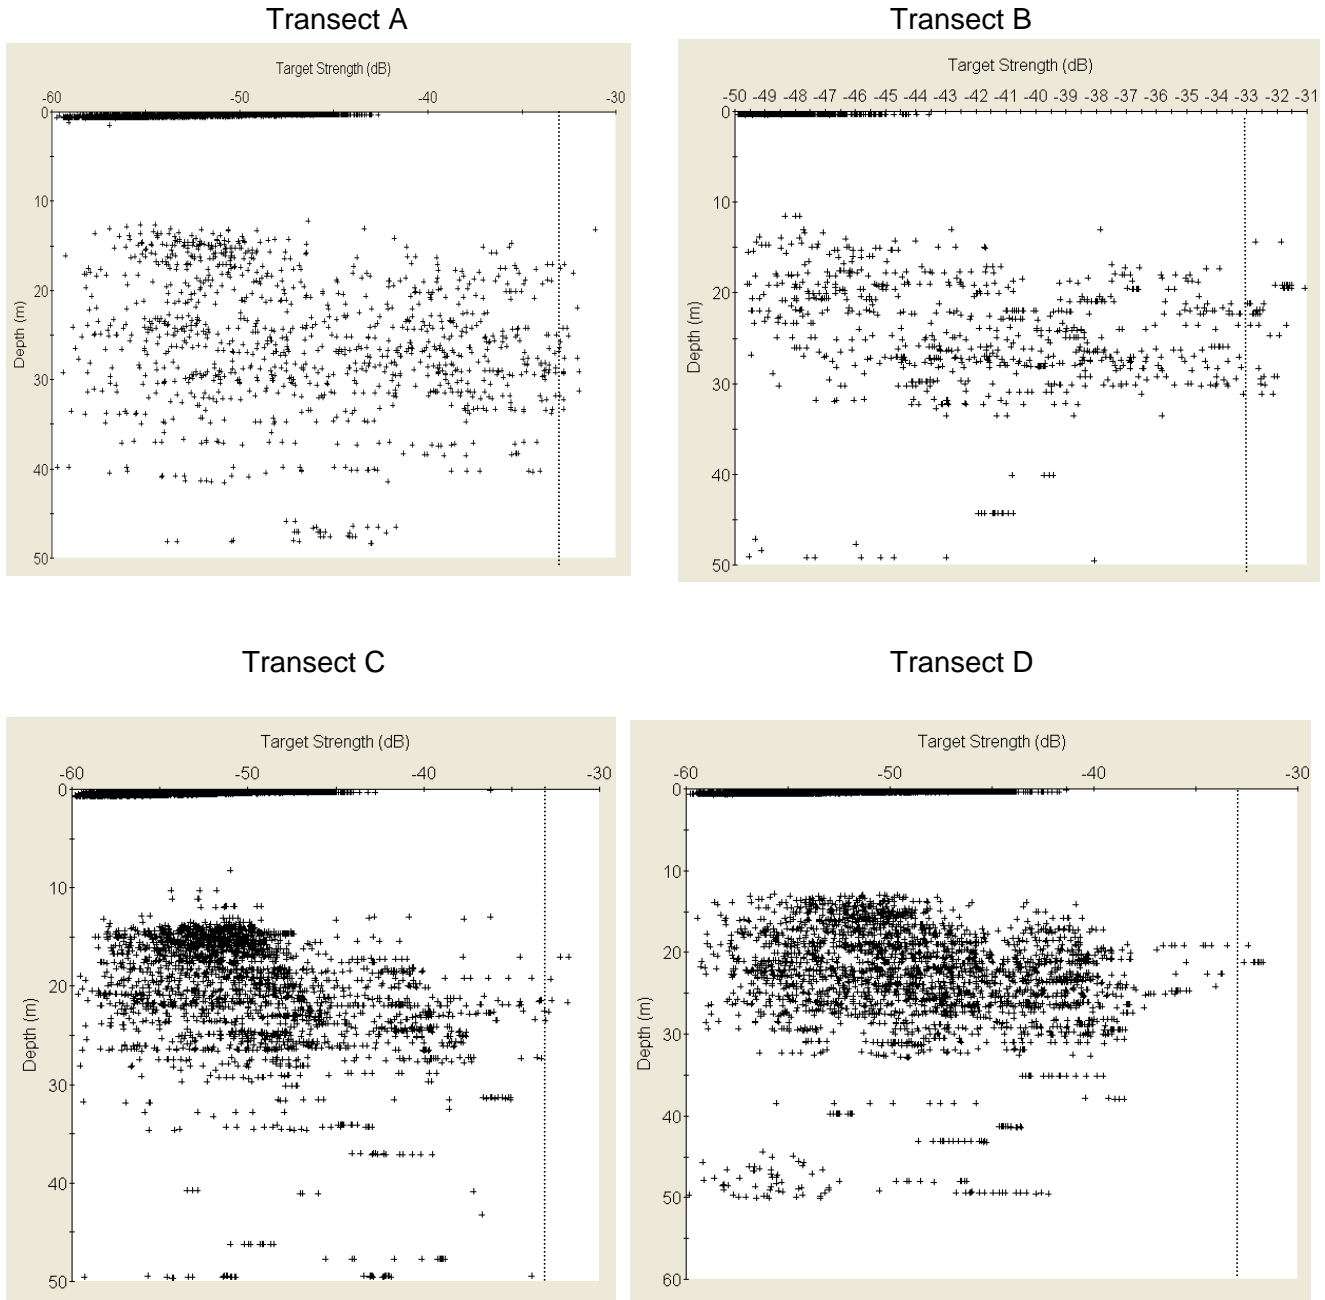 Transect A
Target Strength (dB)
-60 -50 -40 -30
0
10
20
30
40
50
Depth (m)
Transect B
Target Strength (dB)
-50 -49 -48 -47 -46 -45 -44 -43 -42 -41 -40 -39 -38 -37 -36 -35 -34 -33 -32 -31
0
10
20
30
40
50
Depth (m)
Transect C
Target Strength (dB)
-60 -50 -40 -30
0
10
20
30
40
50
Depth (m)
Transect D
Target Strength (dB)
-60 -50 -40 -30
0
10
20
30
40
50
60
Depth (m)